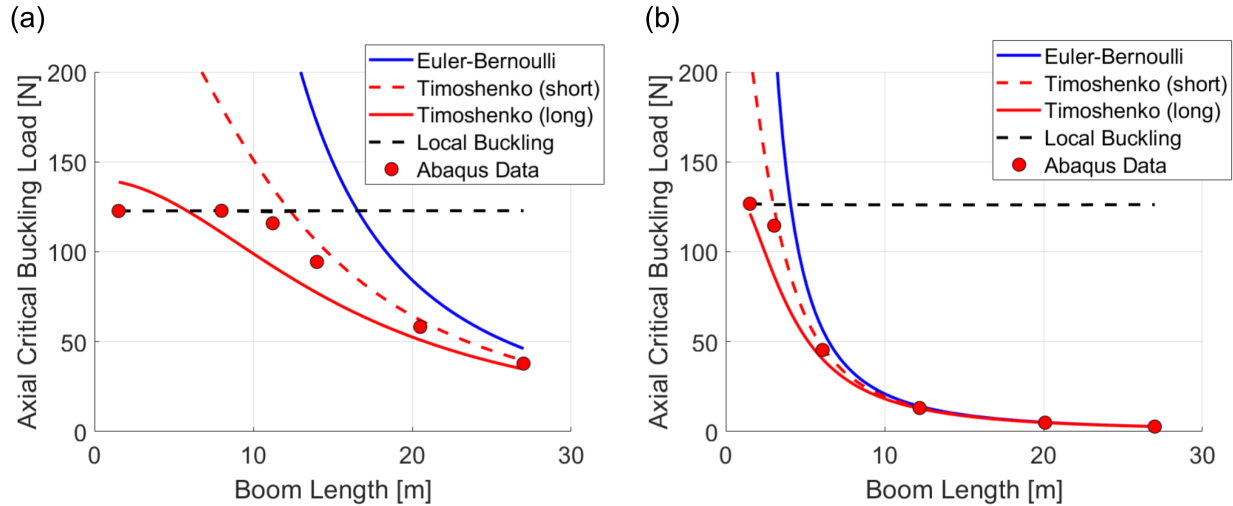 (a)
Axial Critical Buckling Load [N]
200
150
100
50
0
0 10 20 30
Boom Length [m]
Euler-Bernoulli
Timoshenko (short)
Timoshenko (long)
Local Buckling
Abaqus Data
(b)
Axial Critical Buckling Load [N]
200
150
100
50
0
0 10 20 30
Boom Length [m]
Euler-Bernoulli
Timoshenko (short)
Timoshenko (long)
Local Buckling
Abaqus Data